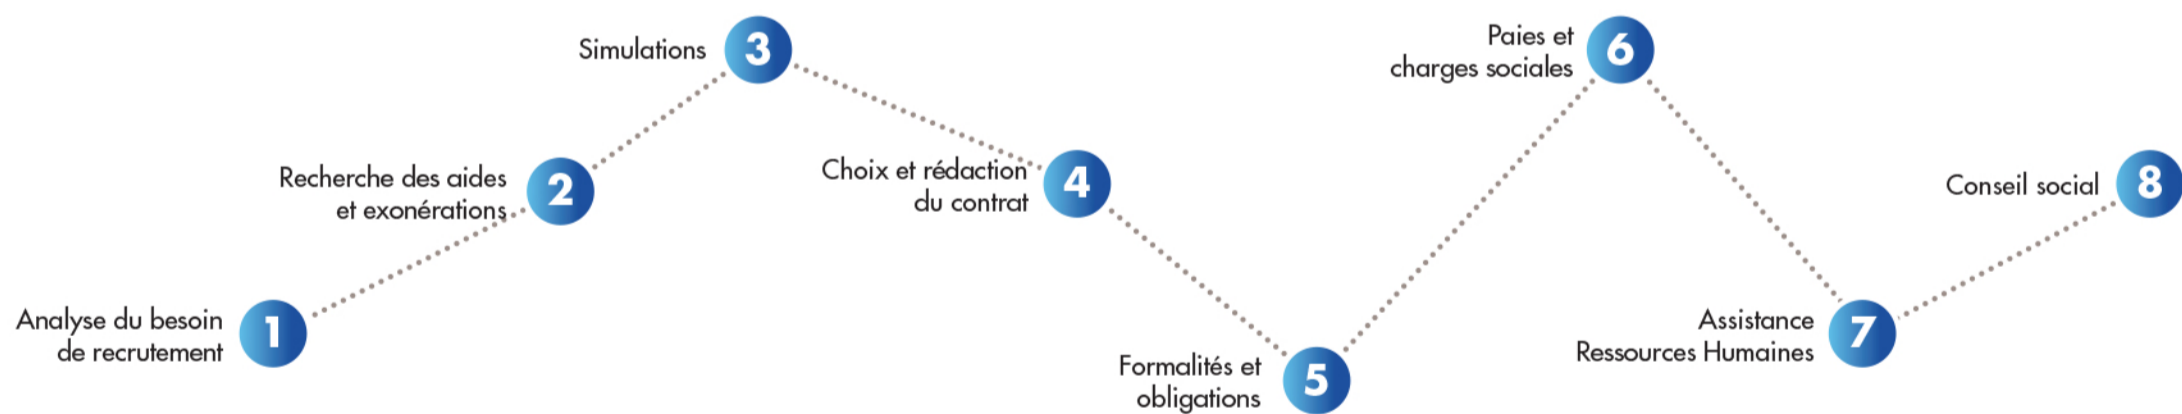 1
Analyse du besoin
de recrutement
2
Recherche des aides
et exonérations
3
Simulations
4
Choix et rédaction
du contrat
5
Formalités et
obligations
6
Paies et
charges sociales
7
Assistance
Ressources Humaines
8
Conseil social